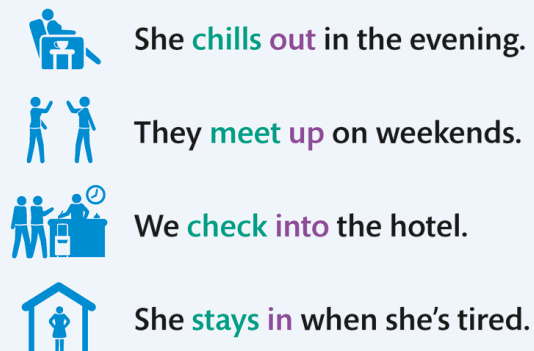 She chills out in the evening.
They meet up on weekends.
We check into the hotel.
She stays in when she's tired.